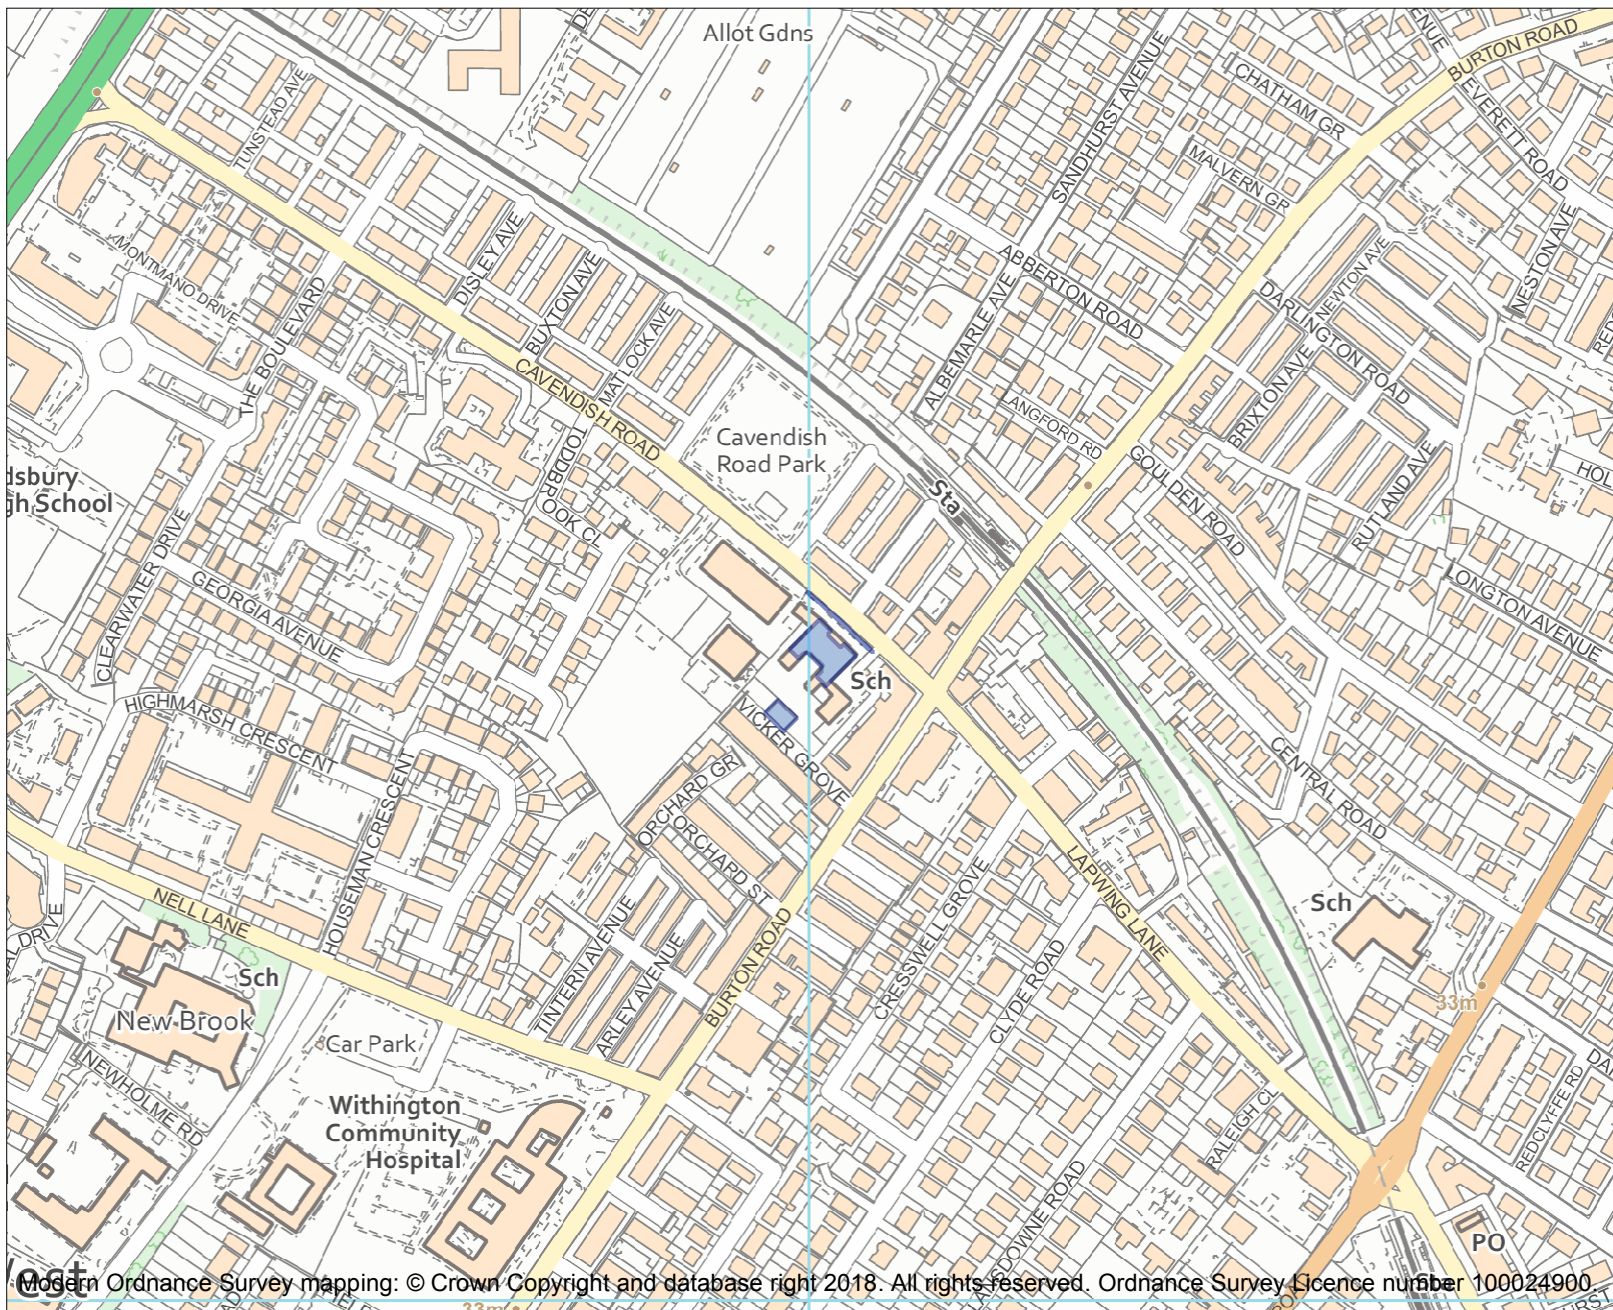 Allot Gdns
BURTON ROAD
CHATHAM GR
SANDHURST AVENUE
EVERETT ROAD
TUNSTEAD AVE
MALVERN GR
MONTMANO DRIVE
DISLEY AVE
BUXTON AVE
ABBERTON ROAD
NEWTON AVE
NESTON AVE
THE BOULEVARD
MATLOCK AVE
ALBEMARLE AVE
DARLINGTON ROAD
CAVENDISH ROAD
LANGFORD RD
BRIXTON AVE
Cavendish
Road Park
TODDBROOK CL
GOULDEN ROAD
RUTLAND AVE
HOL
dsbury
gh School
Sta
CLEARWATER DRIVE
GEORGIA AVENUE
LONGTON AVENUE
Sch
HIGHMARSH CRESCENT
VICKER GROVE
CENTRAL ROAD
ORCHARD GR
ORCHARD ST
HOUSEMAN CRESCENT
LAPWING LANE
NELL LANE
CRESSWELL GROVE
Sch
TINTERN AVENUE
ARLEY AVENUE
BURTON ROAD
CLYDE ROAD
Sch
New Brook
Car Park
33m
NEWHOLME RD
Withington
Community
Hospital
RALEIGH CL
REDCLYFFE RD
LANSDOWNE ROAD
PO
West
Modern Ordnance Survey mapping: © Crown Copyright and database right 2018. All rights reserved. Ordnance Survey Licence number 100024900
33m